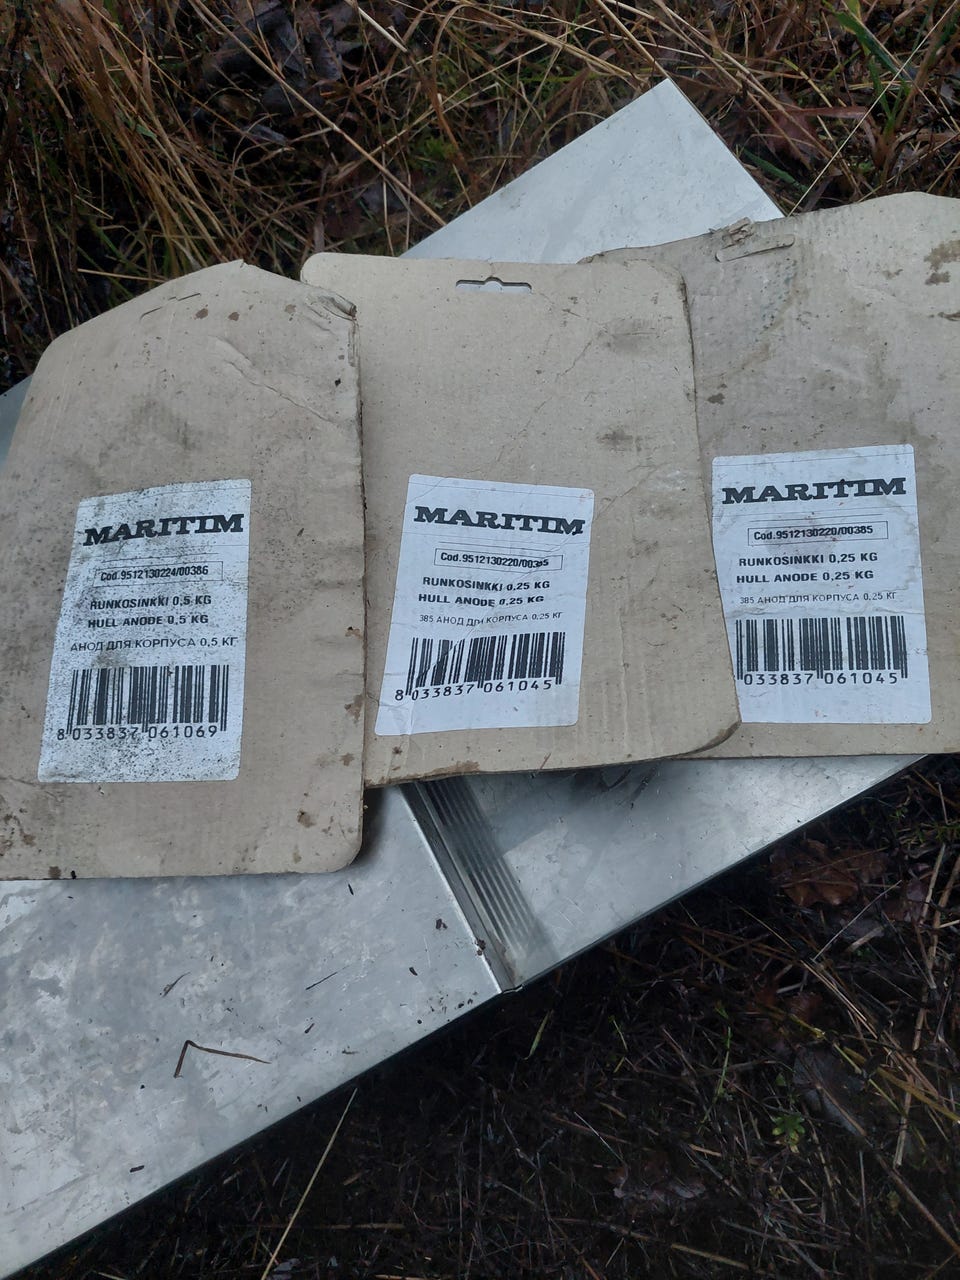 MARITIM
Cod.9512130224/00386
RUNKOSINKKI 0,5 KG
HULL ANODE 0,5 KG
АНОД ДЛЯ КОРПУСА 0,5 КГ
8 033837 061069
MARITIM
Cod.9512130220/00385
RUNKOSINKKI 0,25 KG
HULL ANODE 0,25 KG
385 АНОД ДЛЯ КОРПУСА 0,25 КГ
8 033837 061045
MARITIM
Cod.9512130220/00385
RUNKOSINKKI 0,25 KG
HULL ANODE 0,25 KG
385 АНОД ДЛЯ КОРПУСА 0,25 КГ
033837 061045